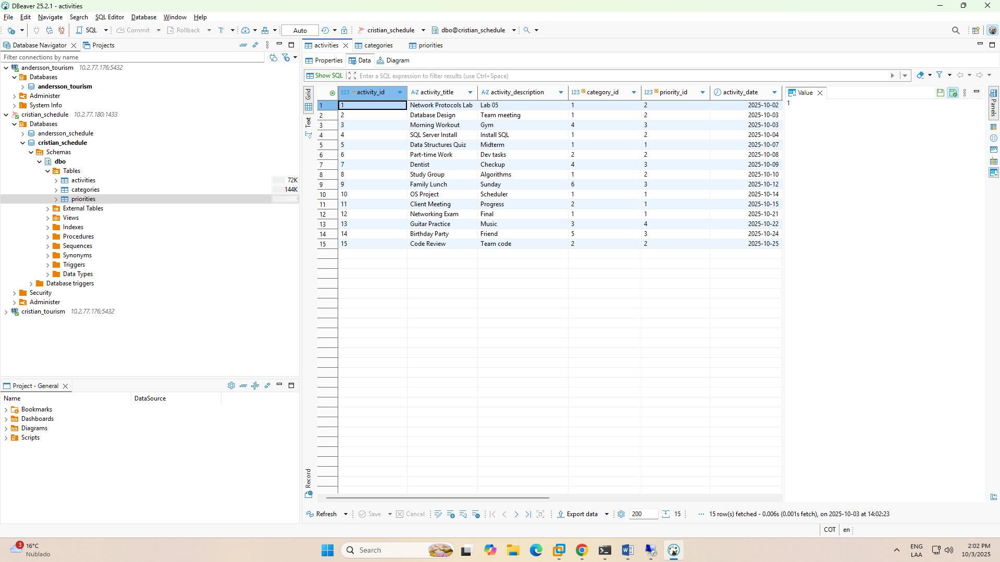 DBeaver 25.2.1 - activities
File Edit Navigate Search SQL Editor Database Window Help
SQL Commit Rollback T Auto cristian_schedule dbo@cristian_schedule
Database Navigator Projects
Filter connections by name
andersson_tourism 10.2.77.176:5432
Databases
andersson_tourism
Administer
System Info
cristian_schedule 10.2.77.180:1433
Databases
andersson_schedule
cristian_schedule
Schemas
dbo
Tables
activities 72K
categories 144K
priorities 144K
External Tables
Views
Indexes
Procedures
Sequences
Synonyms
Triggers
Data Types
Database triggers
Security
Administer
cristian_tourism 10.2.77.176:5432
Project - General
Name DataSource
Bookmarks
Dashboards
Diagrams
Scripts
activities categories priorities
Properties Data Diagram
Show SQL Enter a SQL expression to filter results (use Ctrl+Space)
Grid
Text
Record
123 activity_id A-Z activity_title A-Z activity_description 123 category_id 123 priority_id activity_date
1 1 Network Protocols Lab Lab 05 1 2 2025-10-02
2 2 Database Design Team meeting 1 2 2025-10-03
3 3 Morning Workout Gym 4 3 2025-10-03
4 4 SQL Server Install Install SQL 1 2 2025-10-04
5 5 Data Structures Quiz Midterm 1 1 2025-10-07
6 6 Part-time Work Dev tasks 2 2 2025-10-08
7 7 Dentist Checkup 4 3 2025-10-09
8 8 Study Group Algorithms 1 2 2025-10-10
9 9 Family Lunch Sunday 6 3 2025-10-12
10 10 OS Project Scheduler 1 1 2025-10-14
11 11 Client Meeting Progress 2 1 2025-10-15
12 12 Networking Exam Final 1 1 2025-10-21
13 13 Guitar Practice Music 3 4 2025-10-22
14 14 Birthday Party Friend 5 3 2025-10-24
15 15 Code Review Team code 2 2 2025-10-25
Value
1
Panels
Refresh Save Cancel Export data 200 15 ... 15 row(s) fetched - 0.006s (0.001s fetch), on 2025-10-03 at 14:02:23
COT en
3 16°C
Nublado
Search
ENG
LAA
2:02 PM
10/3/2025